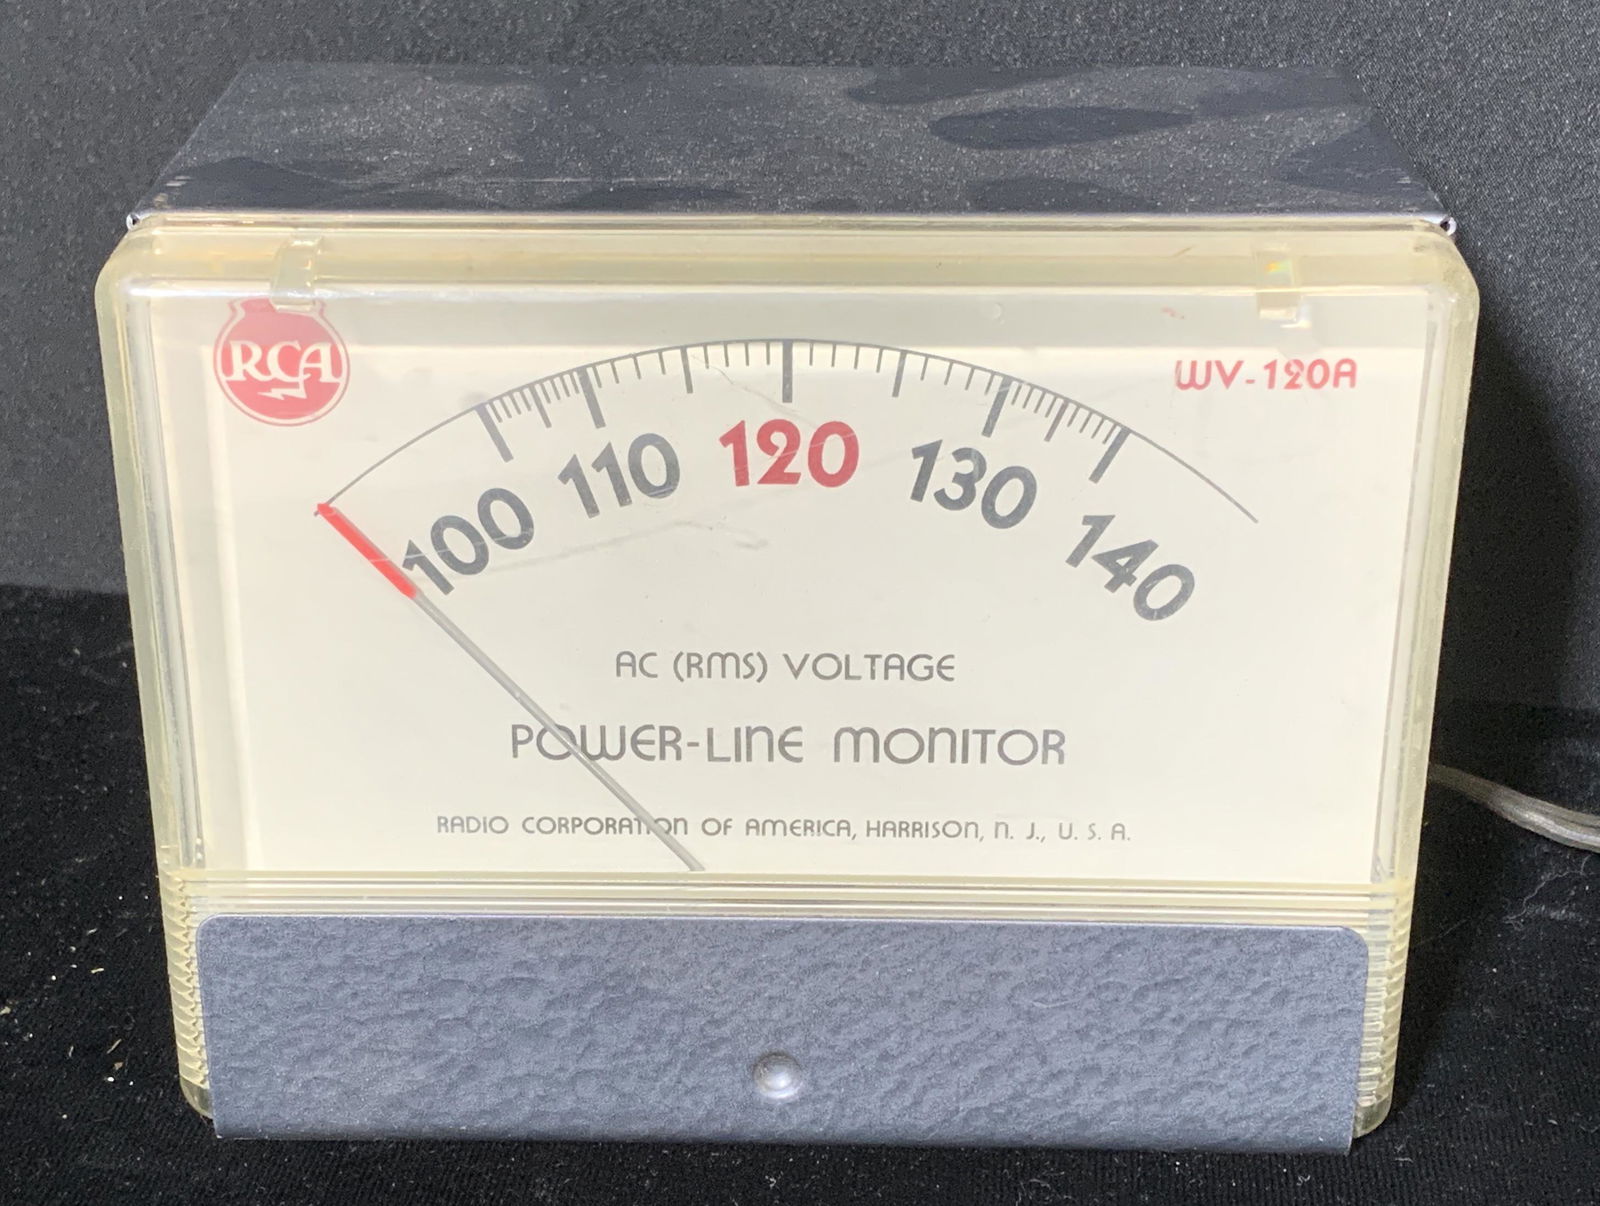 RCA
WV-120A
100 110 120 130 140
AC (RMS) VOLTAGE
POWER-LINE MONITOR
RADIO CORPORATION OF AMERICA, HARRISON, N. J., U. S. A.